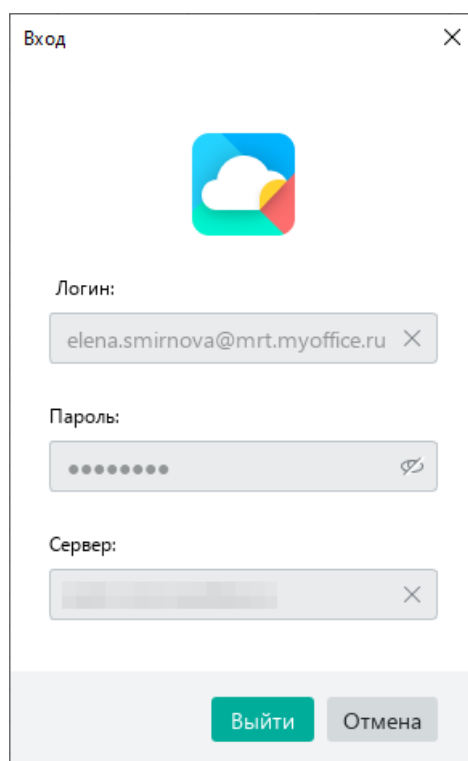 Вход
Логин:
elena.smirnova@mrt.myoffice.ru
Пароль:
Сервер:
Выйти Отмена